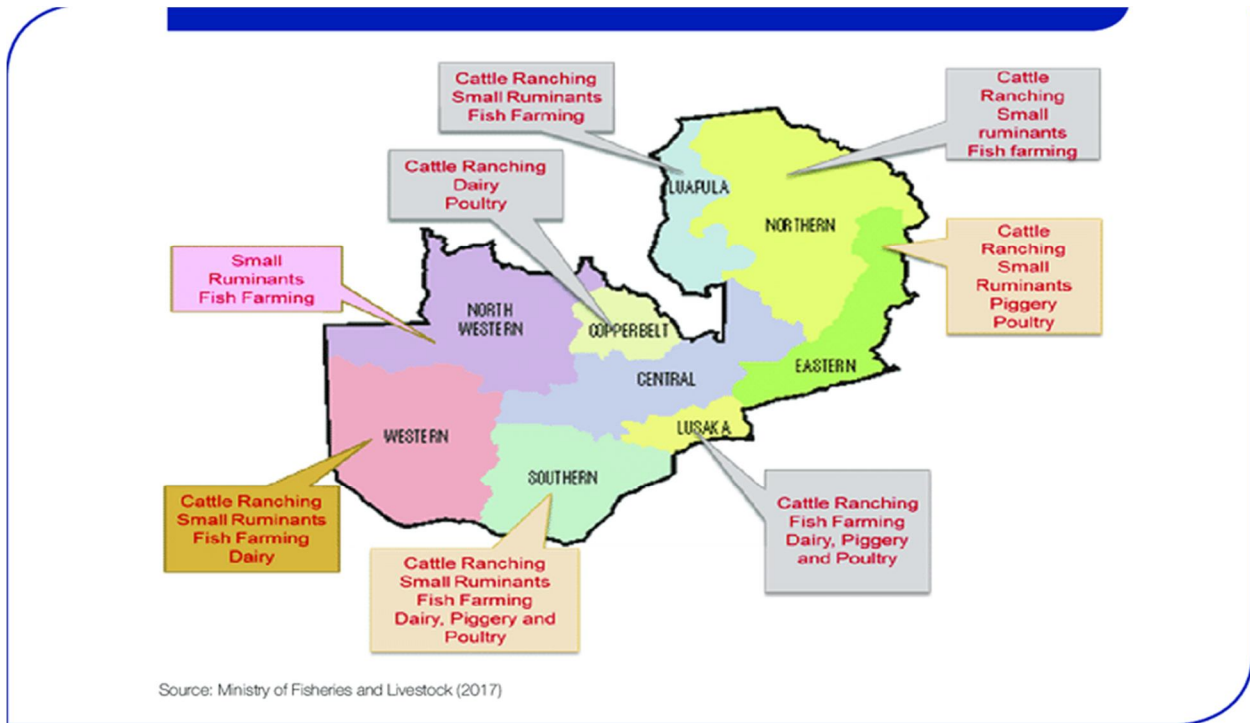 Cattle Ranching
Small Ruminants
Fish Farming
Cattle
Ranching
Small
ruminants
Fish farming
Cattle Ranching
Dairy
Poultry
LUAPULA
NORTHERN
Cattle
Ranching
Small
Ruminants
Piggery
Poultry
Small
Ruminants
Fish Farming
NORTH
WESTERN
COPPERBELT
CENTRAL
EASTERN
WESTERN
LUSAKA
SOUTHERN
Cattle Ranching
Small Ruminants
Fish Farming
Dairy
Cattle Ranching
Fish Farming
Dairy, Piggery
and Poultry
Cattle Ranching
Small Ruminants
Fish Farming
Dairy, Piggery and
Poultry
Source: Ministry of Fisheries and Livestock (2017)